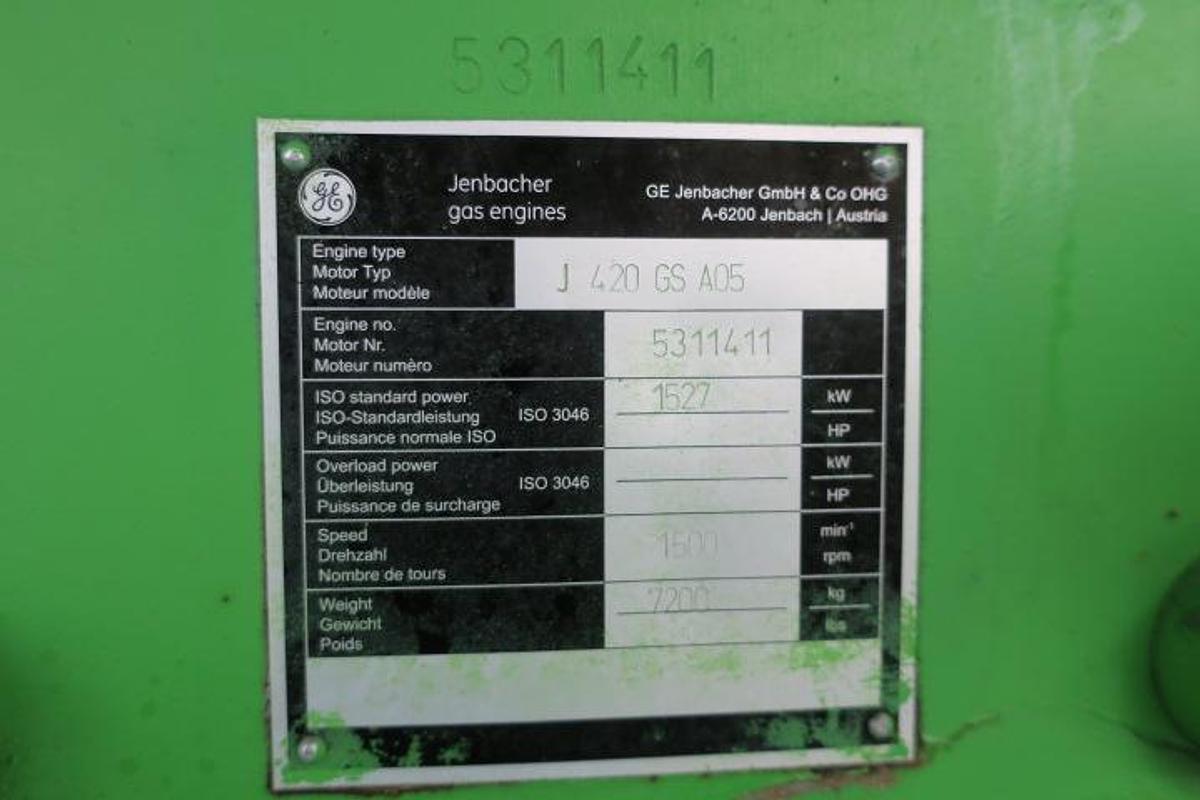 5311411
GE
Jenbacher
gas engines
GE Jenbacher GmbH & Co OHG
A-6200 Jenbach | Austria
Engine type
Motor Typ
Moteur modèle
J 420 GS A05
Engine no.
Motor Nr.
Moteur numèro
5311411
ISO standard power
ISO-Standardleistung
Puissance normale ISO
ISO 3046
1527
kW
HP
Overload power
Überleistung
Puissance de surcharge
ISO 3046
kW
HP
Speed
Drehzahl
Nombre de tours
1500
min⁻¹
rpm
Weight
Gewicht
Poids
7200
kg
lbs